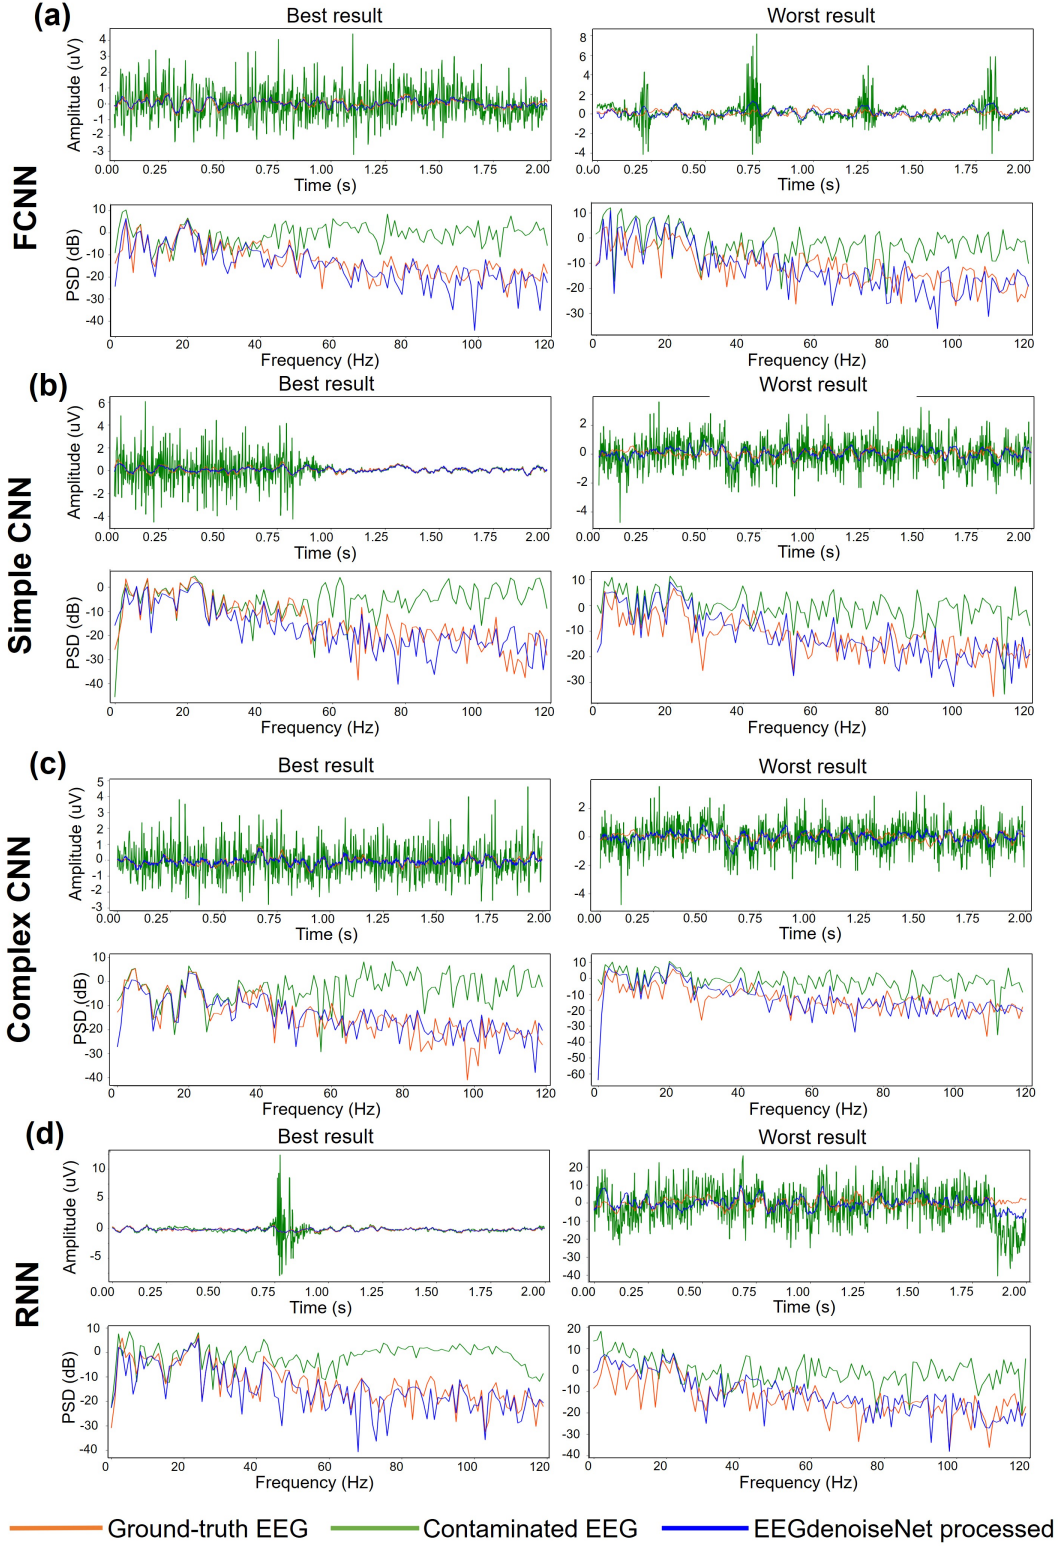 (a)
Best result
Worst result
FCNN
Amplitude (uV)
4
3
2
1
0
-1
-2
-3
0.00 0.25 0.50 0.75 1.00 1.25 1.50 1.75 2.00
Time (s)
8
6
4
2
0
-2
-4
0.00 0.25 0.50 0.75 1.00 1.25 1.50 1.75 2.00
Time (s)
PSD (dB)
10
0
-10
-20
-30
-40
0 20 40 60 80 100 120
Frequency (Hz)
10
0
-10
-20
-30
0 20 40 60 80 100 120
Frequency (Hz)
(b)
Best result
Worst result
Simple CNN
Amplitude (uV)
6
4
2
0
-2
-4
0.00 0.25 0.50 0.75 1.00 1.25 1.50 1.75 2.00
Time (s)
2
0
-2
-4
0.00 0.25 0.50 0.75 1.00 1.25 1.50 1.75 2.00
Time (s)
PSD (dB)
0
-10
-20
-30
-40
0 20 40 60 80 100 120
Frequency (Hz)
10
0
-10
-20
-30
0 20 40 60 80 100 120
Frequency (Hz)
(c)
Best result
Worst result
Complex CNN
Amplitude (uV)
5
4
3
2
1
0
-1
-2
-3
0.00 0.25 0.50 0.75 1.00 1.25 1.50 1.75 2.00
Time (s)
2
0
-2
-4
0.00 0.25 0.50 0.75 1.00 1.25 1.50 1.75 2.00
Time (s)
PSD (dB)
10
0
-10
-20
-30
-40
0 20 40 60 80 100 120
Frequency (Hz)
10
0
-10
-20
-30
-50
-60
0 20 40 60 80 100 120
Frequency (Hz)
(d)
Best result
Worst result
RNN
Amplitude (uV)
10
5
0
-5
0.00 0.25 0.50 0.75 1.00 1.25 1.50 1.75 2.00
Time (s)
20
10
0
-10
-20
-30
-40
0.00 0.25 0.50 0.75 1.00 1.25 1.50 1.75 2.00
Time (s)
PSD (dB)
10
0
-10
-20
-30
-40
0 20 40 60 80 100 120
Frequency (Hz)
20
10
0
-10
-20
-30
-40
0 20 40 60 80 100 120
Frequency (Hz)
Ground-truth EEG Contaminated EEG EEGdenoiseNet processed